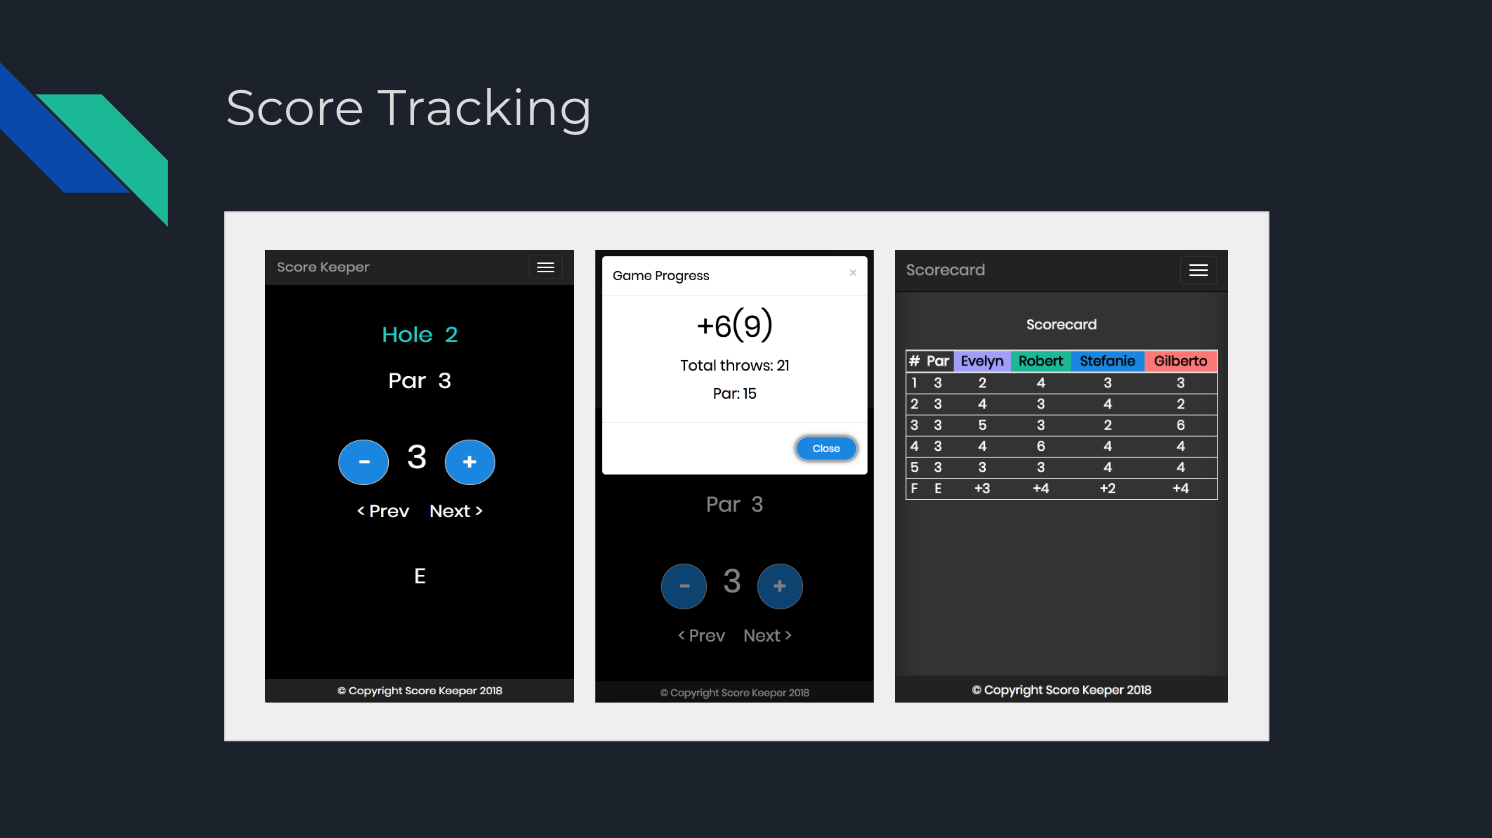 Score Tracking
Score Keeper
Hole 2
Par 3
- 3 +
< Prev Next >
E
© Copyright Score Keeper 2018
Game Progress ×
+6(9)
Total throws: 21
Par: 15
Close
Par 3
- 3 +
< Prev Next >
© Copyright Score Keeper 2018
Scorecard
Scorecard
# Par Evelyn Robert Stefanie Gilberto
1 3 2 4 3 3
2 3 4 3 4 2
3 3 5 3 2 6
4 3 4 6 4 4
5 3 3 3 4 4
F E +3 +4 +2 +4
© Copyright Score Keeper 2018